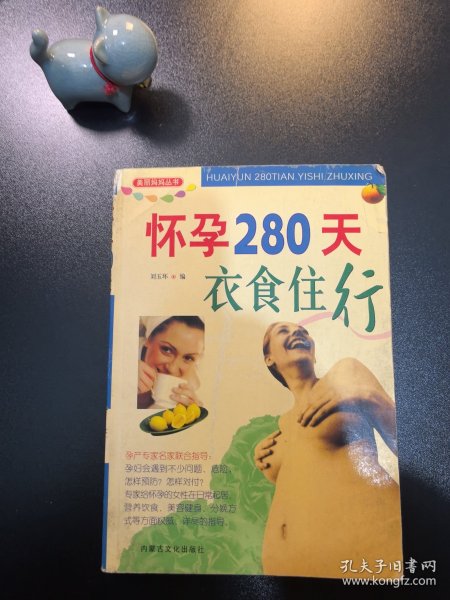 美丽妈妈丛书
HUAIYUN 280TIAN YISHI ZHUXING
怀孕280天
刘玉环 编
衣食住行
孕产专家名家联合指导:
孕妇会遇到不少问题、危险,
怎样预防?怎样对付?
专家给怀孕的女性在日常起居、
营养饮食、美容健身、分娩方
式等方面权威、详尽的指导。
内蒙古文化出版社
孔夫子旧书网
www.kongfz.com